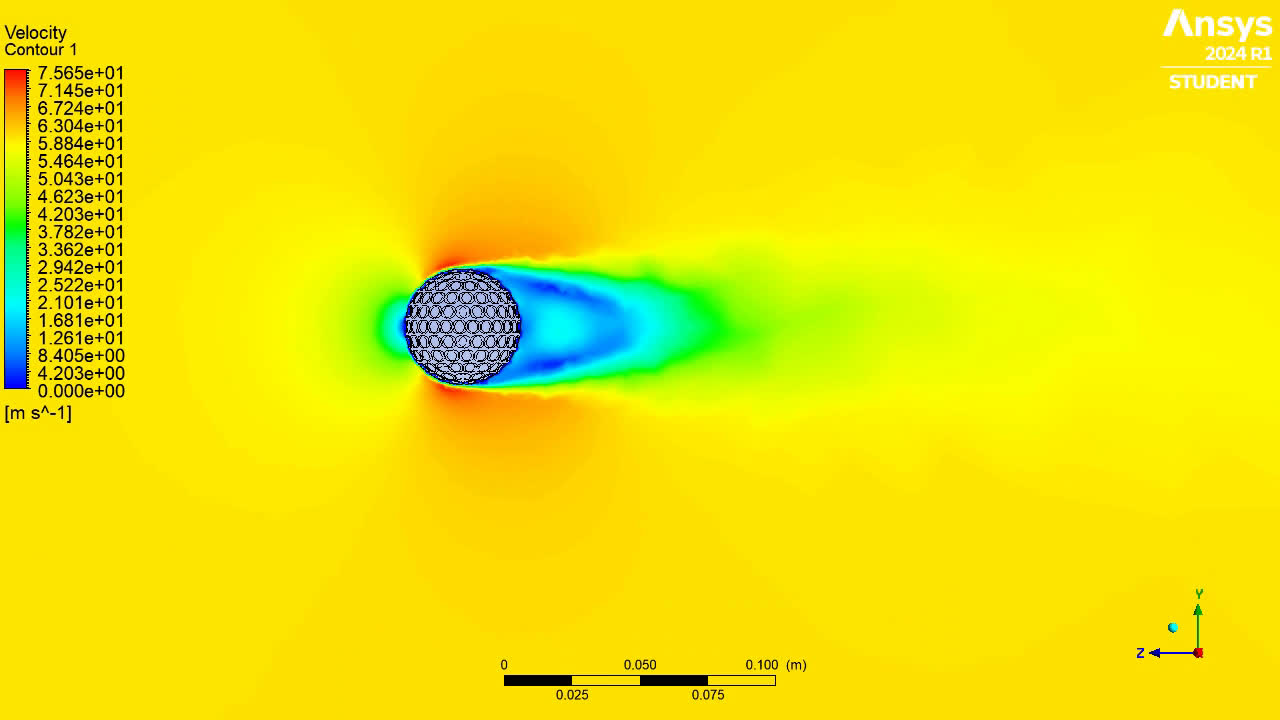 Velocity
Contour 1
7.565e+01
7.145e+01
6.724e+01
6.304e+01
5.884e+01
5.464e+01
5.043e+01
4.623e+01
4.203e+01
3.782e+01
3.362e+01
2.942e+01
2.522e+01
2.101e+01
1.681e+01
1.261e+01
8.405e+00
4.203e+00
0.000e+00
[m s^-1]
Ansys
2024 R1
STUDENT
Y
Z
0 0.050 0.100 (m)
0.025 0.075